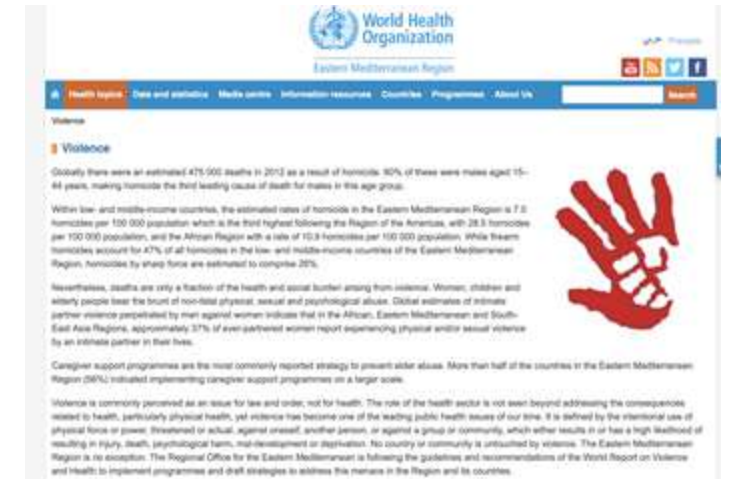 World Health
Organization
Eastern Mediterranean Region
Français
Health topics Data and statistics Media centre Information resources Countries Programmes About Us Search
Violence
Violence
Globally there were an estimated 475 000 deaths in 2012 as a result of homicide. 60% of these were males aged 15–
44 years, making homicide the third leading cause of death for males in this age group.
Within low- and middle-income countries, the estimated rates of homicide in the Eastern Mediterranean Region is 7.0
homicides per 100 000 population which is the third highest following the Region of the Americas, with 28.5 homicides
per 100 000 population, and the African Region with a rate of 10.9 homicides per 100 000 population. While firearm
homicides account for 47% of all homicides in the low- and middle-income countries of the Eastern Mediterranean
Region, homicides by sharp force are estimated to comprise 26%.
Nevertheless, deaths are only a fraction of the health and social burden arising from violence. Women, children and
elderly people bear the brunt of non-fatal physical, sexual and psychological abuse. Global estimates of intimate
partner violence perpetrated by man against woman indicate that in the African, Eastern Mediterranean and South-
East Asia Regions, approximately 37% of ever-partnered women report experiencing physical and/or sexual violence
by an intimate partner in their lives.
Caregiver support programmes are the most commonly reported strategy to prevent elder abuse. More than half of the countries in the Eastern Mediterranean
Region (56%) indicated implementing caregiver support programmes on a larger scale.
Violence is commonly perceived as an issue for law and order, not for health. The role of the health sector is not seen beyond addressing the consequences
related to health, particularly physical health, yet violence has become one of the leading public health issues of our time. It is defined by the intentional use of
physical force or power, threatened or actual, against oneself, another person, or against a group or community, which either results in or has a high likelihood of
resulting in injury, death, psychological harm, mal-development or deprivation. No country or community is untouched by violence. The Eastern Mediterranean
Region is no exception. The Regional Office for the Eastern Mediterranean is following the guidelines and recommendations of the World Report on Violence
and Health to implement programmes and draft strategies to address this menace in the Region and its countries.